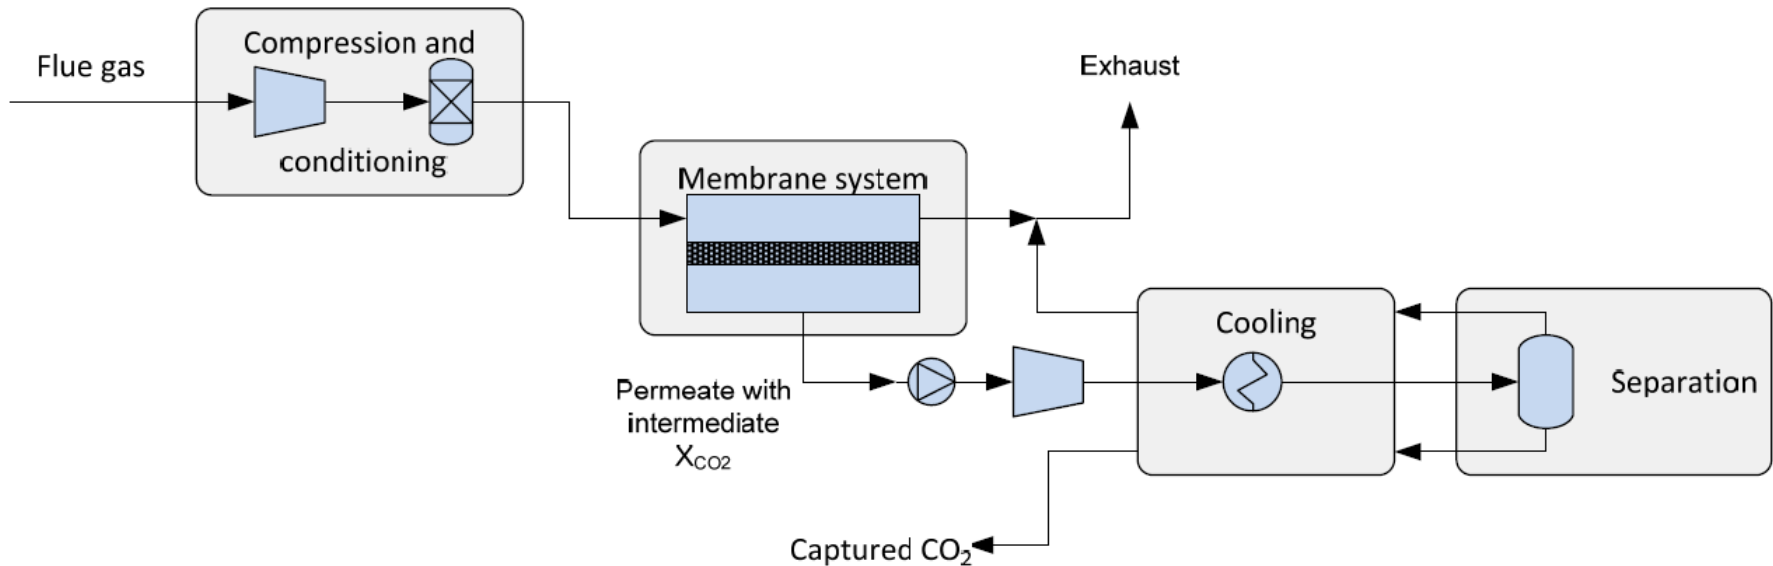 Flue gas
Compression and
conditioning
Membrane system
Exhaust
Cooling
Separation
Permeate with
intermediate
XCO2
Captured CO2